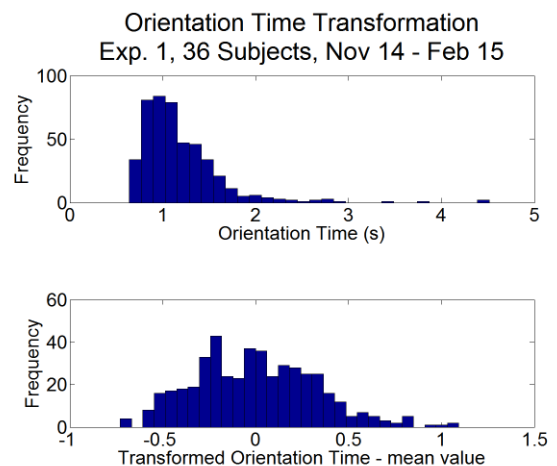 Orientation Time Transformation
Exp. 1, 36 Subjects, Nov 14 - Feb 15
100
50
0
Frequency
0 1 2 3 4 5
Orientation Time (s)
60
40
20
0
Frequency
-1 -0.5 0 0.5 1 1.5
Transformed Orientation Time - mean value